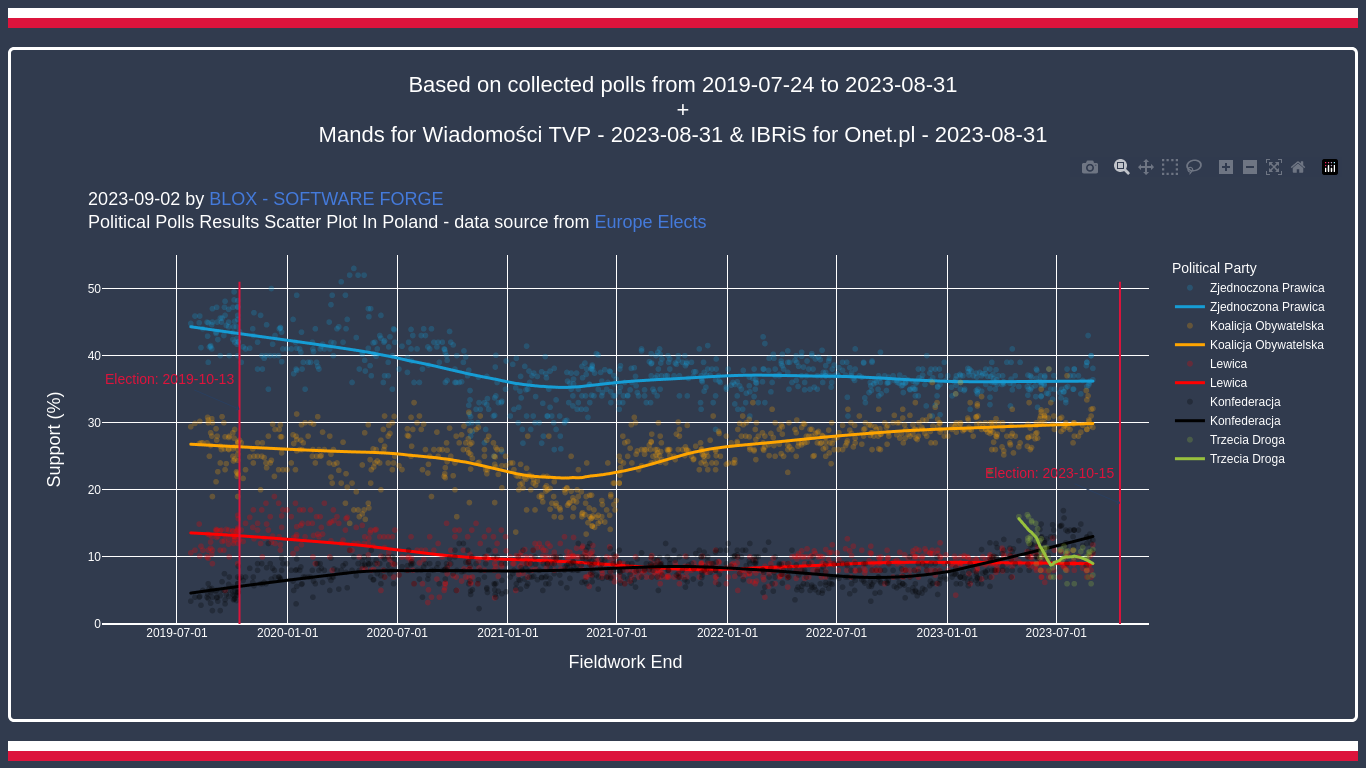 Based on collected polls from 2019-07-24 to 2023-08-31
+
Mands for Wiadomości TVP - 2023-08-31 & IBRiS for Onet.pl - 2023-08-31
2023-09-02 by BLOX - SOFTWARE FORGE
Political Polls Results Scatter Plot In Poland - data source from Europe Elects
Political Party
Zjednoczona Prawica
Zjednoczona Prawica
Koalicja Obywatelska
Koalicja Obywatelska
Lewica
Lewica
Konfederacja
Konfederacja
Trzecia Droga
Trzecia Droga
Support (%)
50
40
30
20
10
0
Election: 2019-10-13
Election: 2023-10-15
2019-07-01
2020-01-01
2020-07-01
2021-01-01
2021-07-01
2022-01-01
2022-07-01
2023-01-01
2023-07-01
Fieldwork End